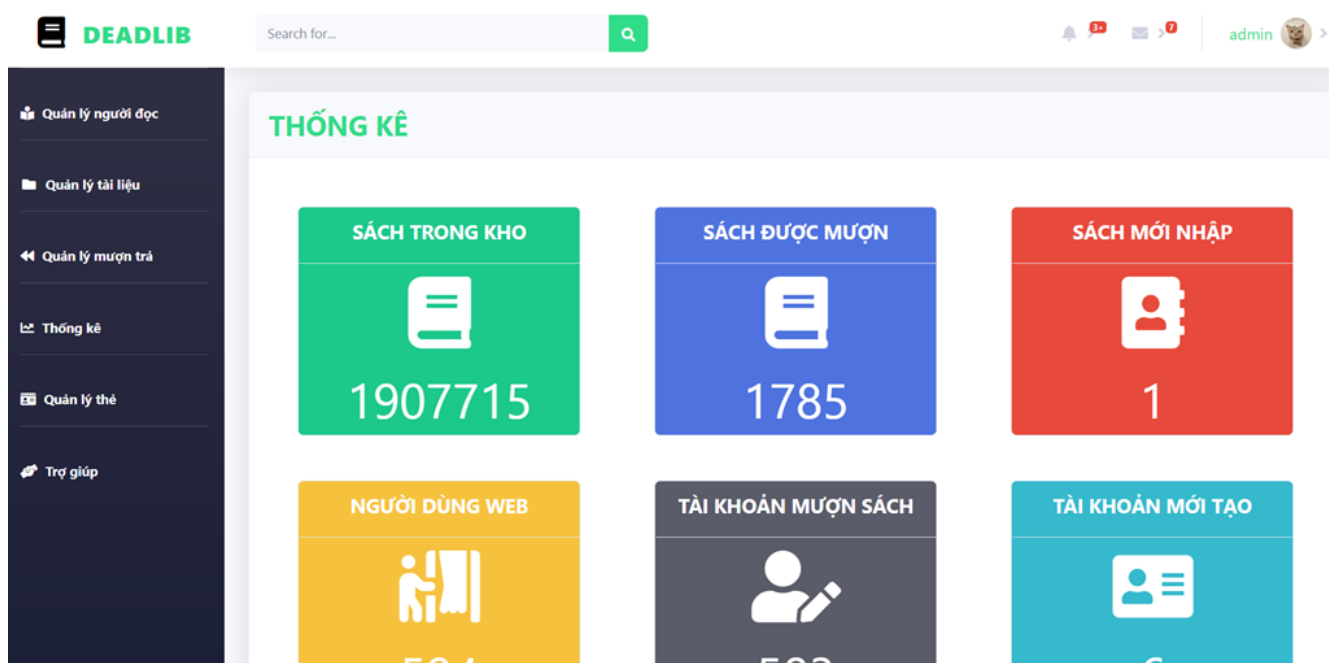 DEADLIB
Search for...
3+
7
admin
Quản lý người đọc
Quản lý tài liệu
Quản lý mượn trả
Thống kê
Quản lý thẻ
Trợ giúp
THỐNG KÊ
SÁCH TRONG KHO
1907715
SÁCH ĐƯỢC MƯỢN
1785
SÁCH MỚI NHẬP
1
NGƯỜI DÙNG WEB
TÀI KHOẢN MƯỢN SÁCH
TÀI KHOẢN MỚI TẠO